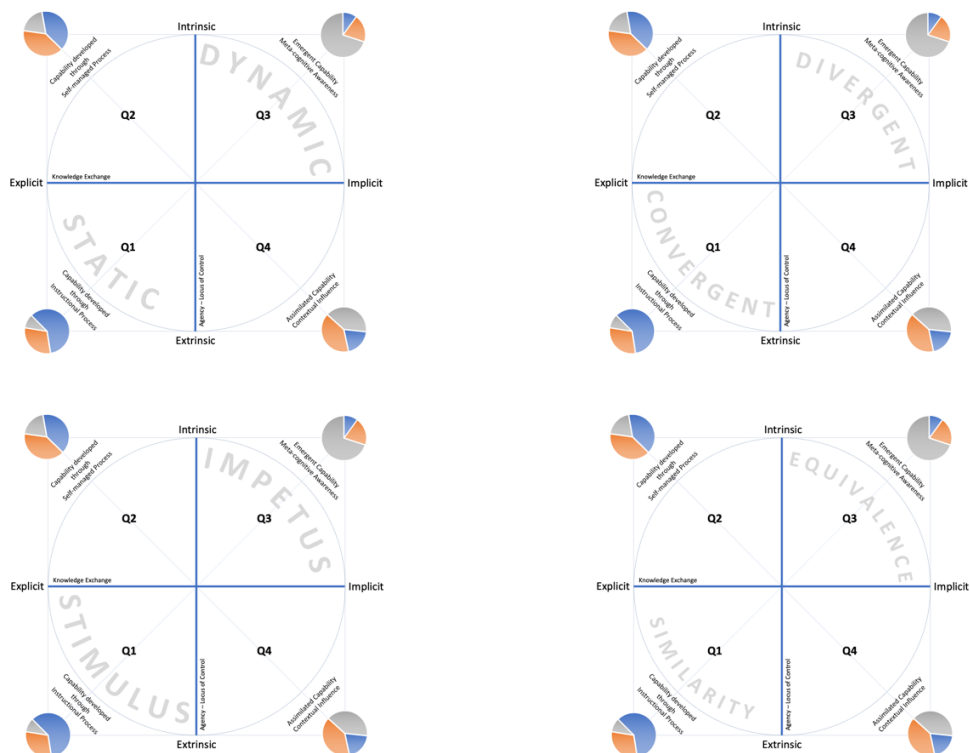 Intrinsic
Capability developed
through
Self-managed Process
DYNAMIC
Emergent Capability
Meta-cognitive Awareness
Q2
Q3
Explicit
Knowledge Exchange
Implicit
STATIC
Q1
Q4
Capability developed
through
Instructional Process
Agency – Locus of Control
Assimilated Capability
Contextual Influence
Extrinsic
Intrinsic
Capability developed
through
Self-managed Process
DIVERGENT
Emergent Capability
Meta-cognitive Awareness
Q2
Q3
Explicit
Knowledge Exchange
Implicit
CONVERGENT
Q1
Q4
Capability developed
through
Instructional Process
Agency – Locus of Control
Assimilated Capability
Contextual Influence
Extrinsic
Intrinsic
Capability developed
through
Self-managed Process
IMPETUS
Emergent Capability
Meta-cognitive Awareness
Q2
Q3
Explicit
Knowledge Exchange
Implicit
STIMULUS
Q1
Q4
Capability developed
through
Instructional Process
Agency – Locus of Control
Assimilated Capability
Contextual Influence
Extrinsic
Intrinsic
Capability developed
through
Self-managed Process
EQUIVALENCE
Emergent Capability
Meta-cognitive Awareness
Q2
Q3
Explicit
Knowledge Exchange
Implicit
SIMILARITY
Q1
Q4
Capability developed
through
Instructional Process
Agency – Locus of Control
Assimilated Capability
Contextual Influence
Extrinsic